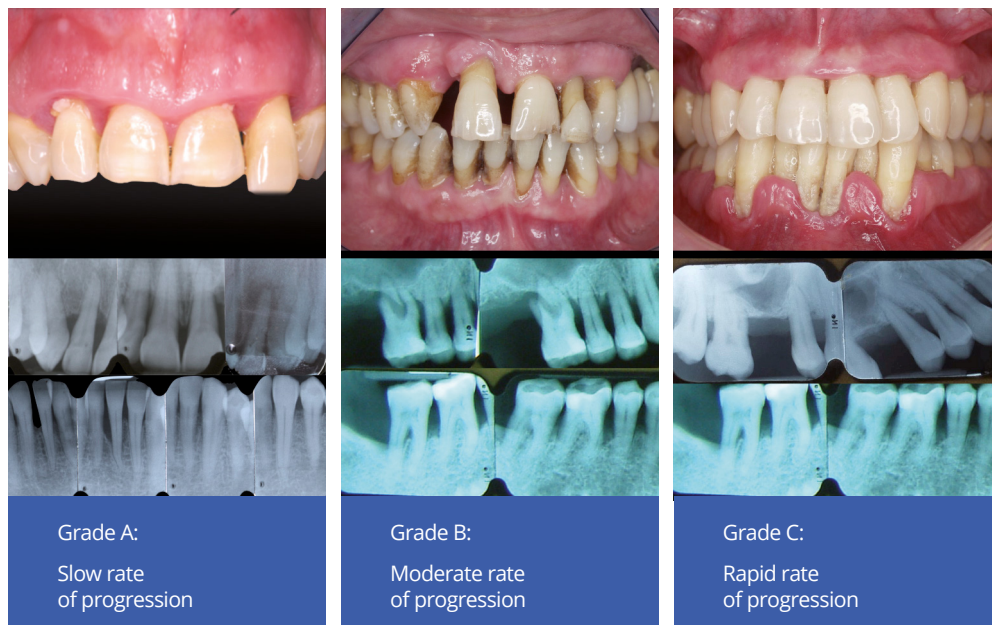 Grade A:
Slow rate
of progression
Grade B:
Moderate rate
of progression
Grade C:
Rapid rate
of progression